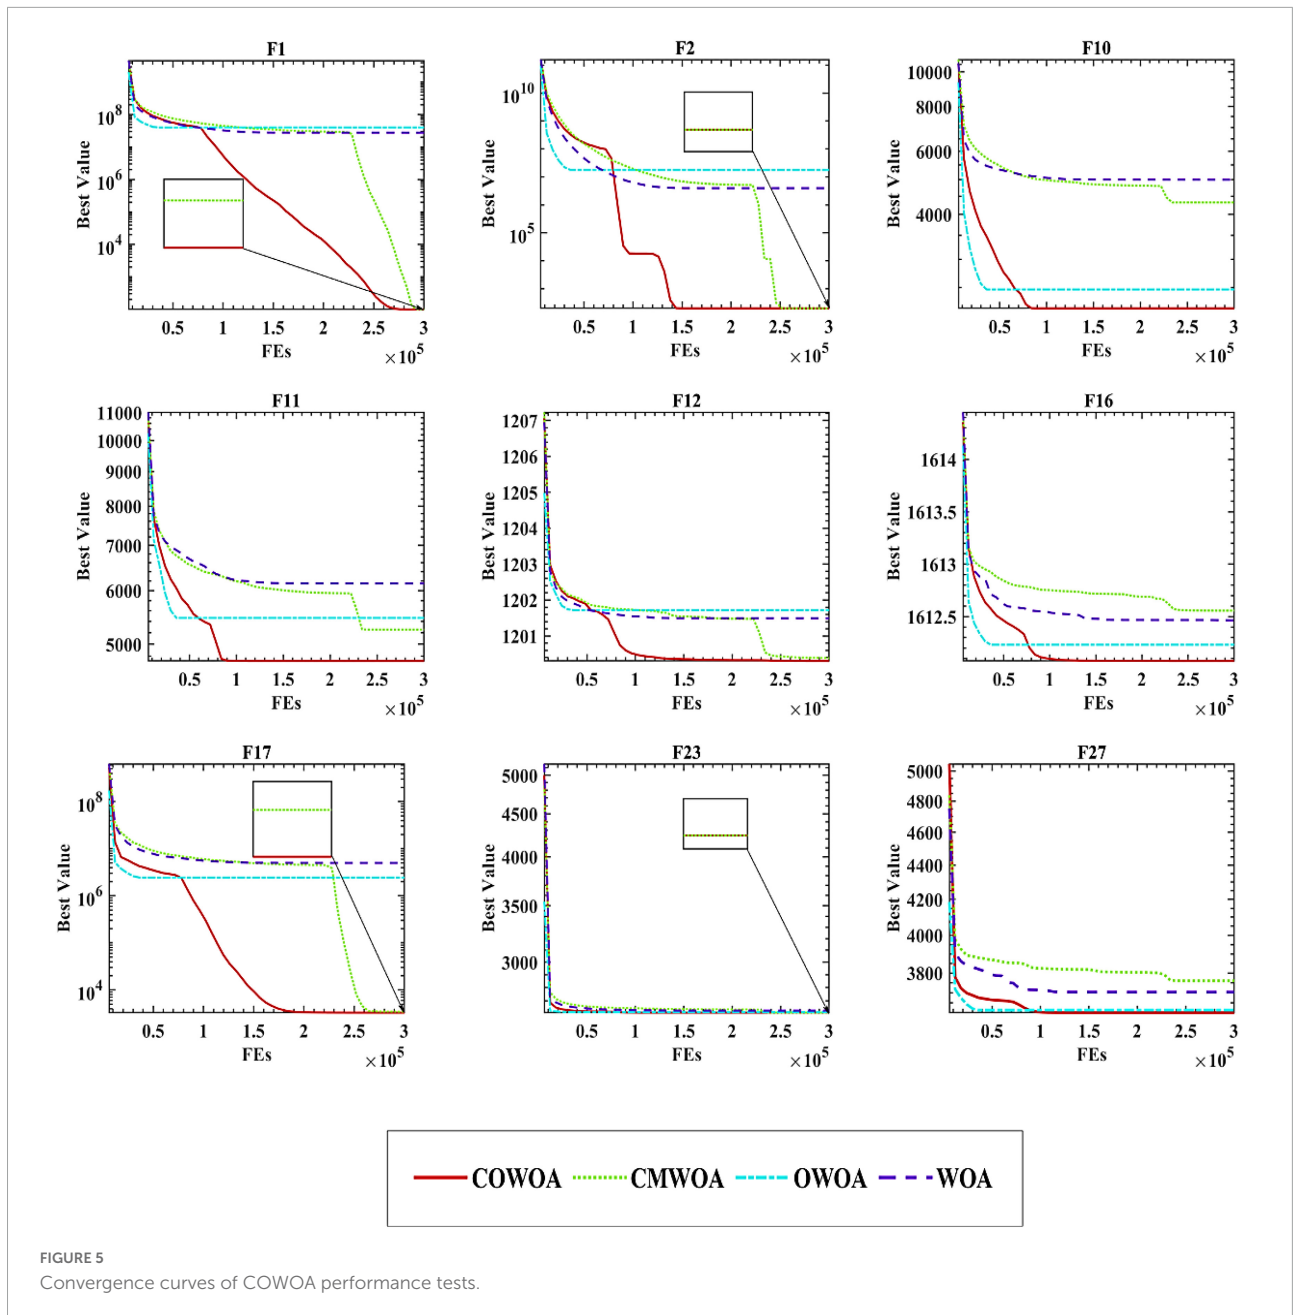 F1
Best Value
10^8
10^6
10^4
0.5 1 1.5 2 2.5 3
FEs
×10^5
F2
Best Value
10^10
10^5
0.5 1 1.5 2 2.5 3
FEs
×10^5
F10
Best Value
10000
8000
6000
4000
0.5 1 1.5 2 2.5 3
FEs
×10^5
F11
Best Value
11000
10000
9000
8000
7000
6000
5000
0.5 1 1.5 2 2.5 3
FEs
×10^5
F12
Best Value
1207
1206
1205
1204
1203
1202
1201
0.5 1 1.5 2 2.5 3
FEs
×10^5
F16
Best Value
1614
1613.5
1613
1612.5
0.5 1 1.5 2 2.5 3
FEs
×10^5
F17
Best Value
10^8
10^6
10^4
0.5 1 1.5 2 2.5 3
FEs
×10^5
F23
Best Value
5000
4500
4000
3500
3000
0.5 1 1.5 2 2.5 3
FEs
×10^5
F27
Best Value
5000
4800
4600
4400
4200
4000
3800
0.5 1 1.5 2 2.5 3
FEs
×10^5
COWOA CMWOA OWOA WOA
FIGURE 5
Convergence curves of COWOA performance tests.